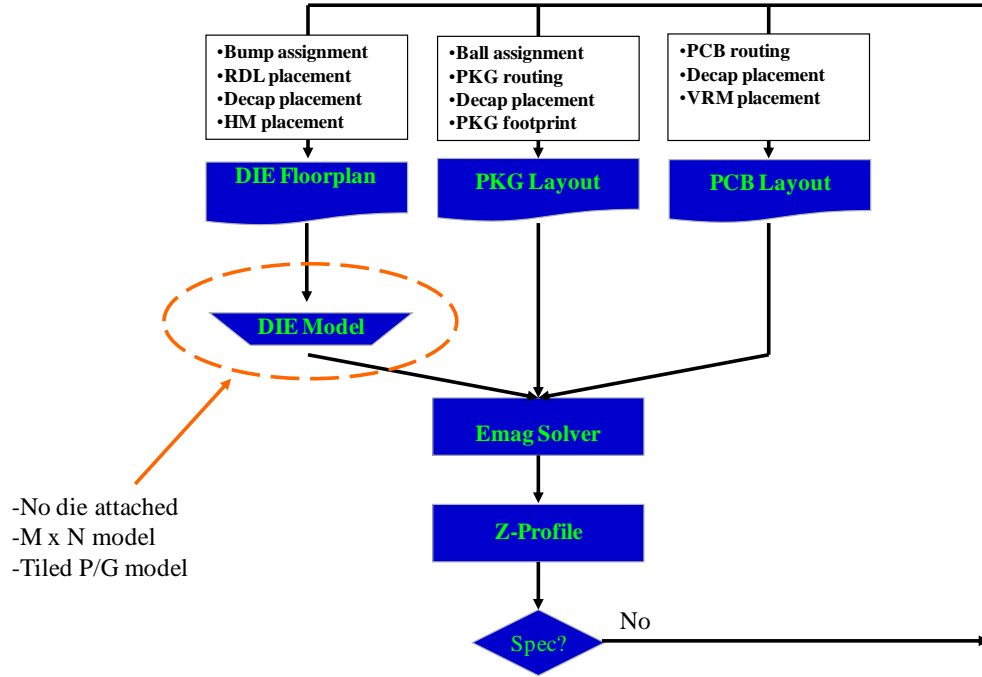 •Bump assignment
•RDL placement
•Decap placement
•HM placement
•Ball assignment
•PKG routing
•Decap placement
•PKG footprint
•PCB routing
•Decap placement
•VRM placement
DIE Floorplan
PKG Layout
PCB Layout
DIE Model
Emag Solver
-No die attached
-M x N model
-Tiled P/G model
Z-Profile
Spec?
No